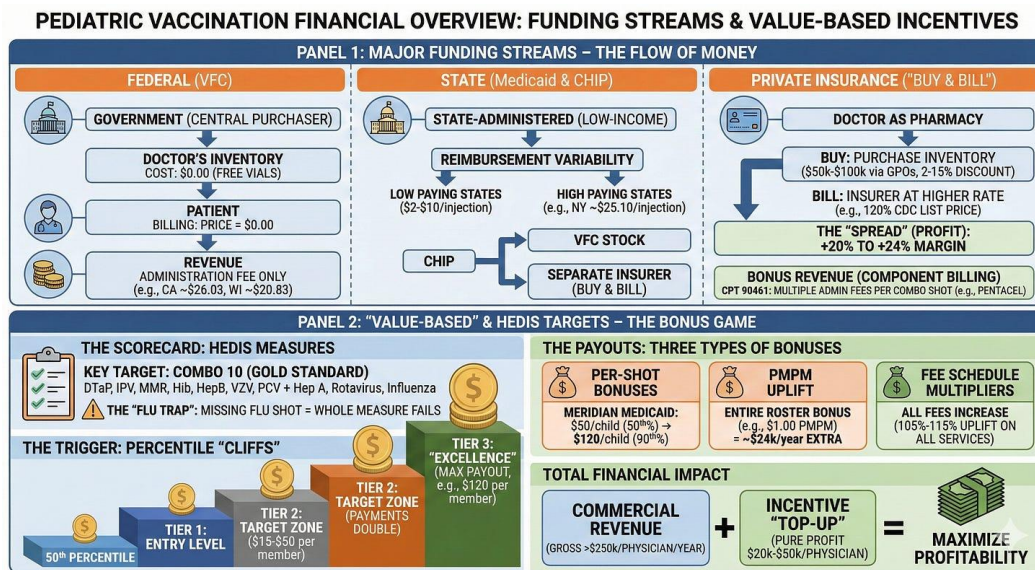 PEDIATRIC VACCINATION FINANCIAL OVERVIEW: FUNDING STREAMS & VALUE-BASED INCENTIVES
PANEL 1: MAJOR FUNDING STREAMS – THE FLOW OF MONEY
FEDERAL (VFC)
GOVERNMENT (CENTRAL PURCHASER)
DOCTOR'S INVENTORY
COST: $0.00 (FREE VIALS)
PATIENT
BILLING: PRICE = $0.00
REVENUE
ADMINISTRATION FEE ONLY
(e.g., CA ~$26.03, WI ~$20.83)
STATE (Medicaid & CHIP)
STATE-ADMINISTERED (LOW-INCOME)
REIMBURSEMENT VARIABILITY
LOW PAYING STATES
($2-$10/injection)
HIGH PAYING STATES
(e.g., NY ~$25.10/injection)
CHIP
VFC STOCK
SEPARATE INSURER
(BUY & BILL)
PRIVATE INSURANCE ("BUY & BILL")
DOCTOR AS PHARMACY
BUY: PURCHASE INVENTORY
($50k-$100k via GPOs, 2-15% DISCOUNT)
BILL: INSURER AT HIGHER RATE
(e.g., 120% CDC LIST PRICE)
THE "SPREAD" (PROFIT):
+20% TO +24% MARGIN
BONUS REVENUE (COMPONENT BILLING)
CPT 90461: MULTIPLE ADMIN FEES PER COMBO SHOT (e.g., PENTACEL)
PANEL 2: "VALUE-BASED" & HEDIS TARGETS – THE BONUS GAME
THE SCORECARD: HEDIS MEASURES
KEY TARGET: COMBO 10 (GOLD STANDARD)
DTaP, IPV, MMR, Hib, HepB, VZV, PCV + Hep A, Rotavirus, Influenza
THE "FLU TRAP": MISSING FLU SHOT = WHOLE MEASURE FAILS
THE TRIGGER: PERCENTILE "CLIFFS"
50th PERCENTILE
TIER 1:
ENTRY LEVEL
TIER 2:
TARGET ZONE
($15-$50 per
member)
TIER 2:
TARGET ZONE
(PAYMENTS
DOUBLE)
TIER 3:
"EXCELLENCE"
(MAX PAYOUT,
e.g., $120 per
member)
THE PAYOUTS: THREE TYPES OF BONUSES
PER-SHOT
BONUSES
MERIDIAN MEDICAID:
$50/child (50th%) →
$120/child (90th%)
PMPM
UPLIFT
ENTIRE ROSTER BONUS
(e.g., $1.00 PMPM)
= ~$24k/year EXTRA
FEE SCHEDULE
MULTIPLIERS
ALL FEES INCREASE
(105%-115% UPLIFT ON
ALL SERVICES)
TOTAL FINANCIAL IMPACT
COMMERCIAL
REVENUE
(GROSS >$250k/PHYSICIAN/YEAR)
+
INCENTIVE
"TOP-UP"
(PURE PROFIT
$20k-$50k/PHYSICIAN)
=
MAXIMIZE
PROFITABILITY